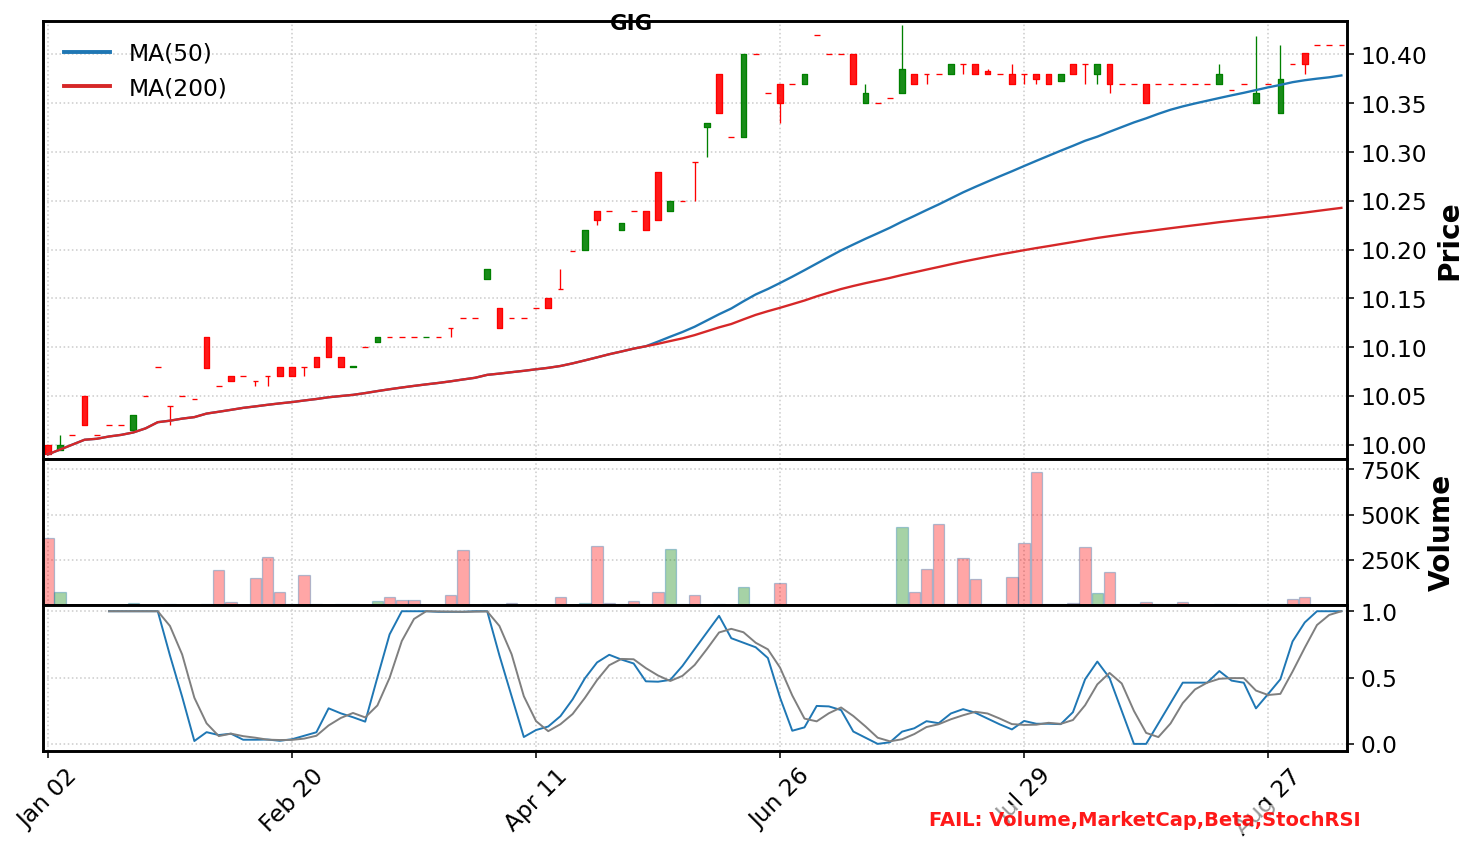 GIG
MA(50)
MA(200)
10.40
10.35
10.30
10.25
10.20
10.15
10.10
10.05
10.00
Price
750K
500K
250K
Volume
1.0
0.5
0.0
Jan 02
Feb 20
Apr 11
Jun 26
Jul 29
Aug 27
FAIL: Volume,MarketCap,Beta,StochRSI